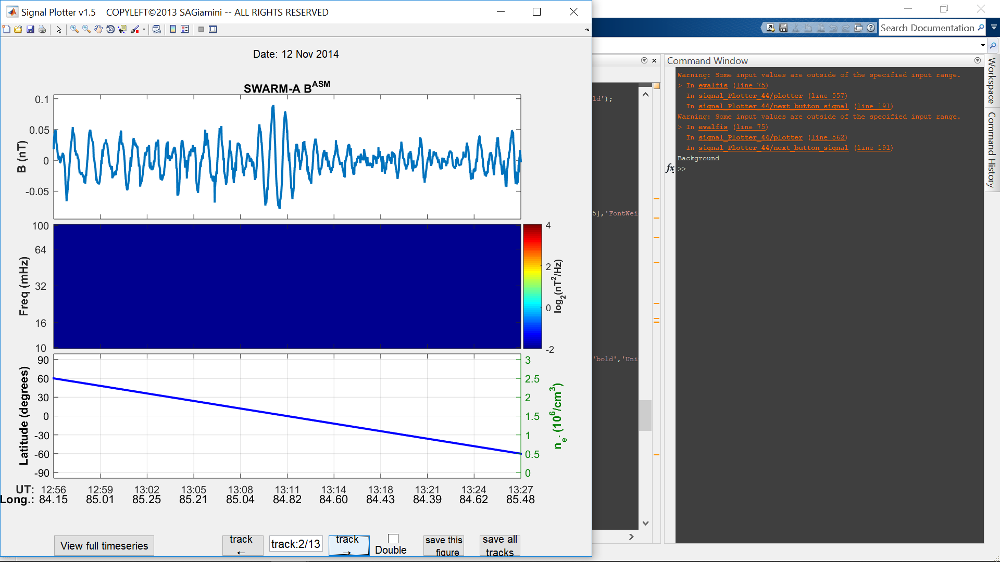 Signal Plotter v1.5 COPYLEFT©2013 SAGiamini -- ALL RIGHTS RESERVED
Search Documentation
Date: 12 Nov 2014
SWARM-A B^ASM
B (nT)
0.1
0.05
0
-0.05
Freq (mHz)
100
64
32
16
10
4
2
0
-2
log2(nT^2/Hz)
Latitude (degrees)
90
60
30
0
-30
-60
-90
3
2.5
2
1.5
1
0.5
0
n_e- (10^6/cm^3)
UT: 12:56 12:59 13:02 13:05 13:08 13:11 13:14 13:18 13:21 13:24 13:27
Long.: 84.15 85.01 85.25 85.21 85.04 84.82 84.60 84.43 84.39 84.62 85.48
View full timeseries
track
←
track:2/13
track
→
Double
save this
figure
save all
tracks
ld');
5],'FontWei
'bold','Uni
Command Window
Warning: Some input values are outside of the specified input range.
> In evalfis (line 75)
In signal_Plotter_44/plotter (line 557)
In signal_Plotter_44/next_button_signal (line 191)
Warning: Some input values are outside of the specified input range.
> In evalfis (line 75)
In signal_Plotter_44/plotter (line 562)
In signal_Plotter_44/next_button_signal (line 191)
Background
fx >>
Workspace
Command History